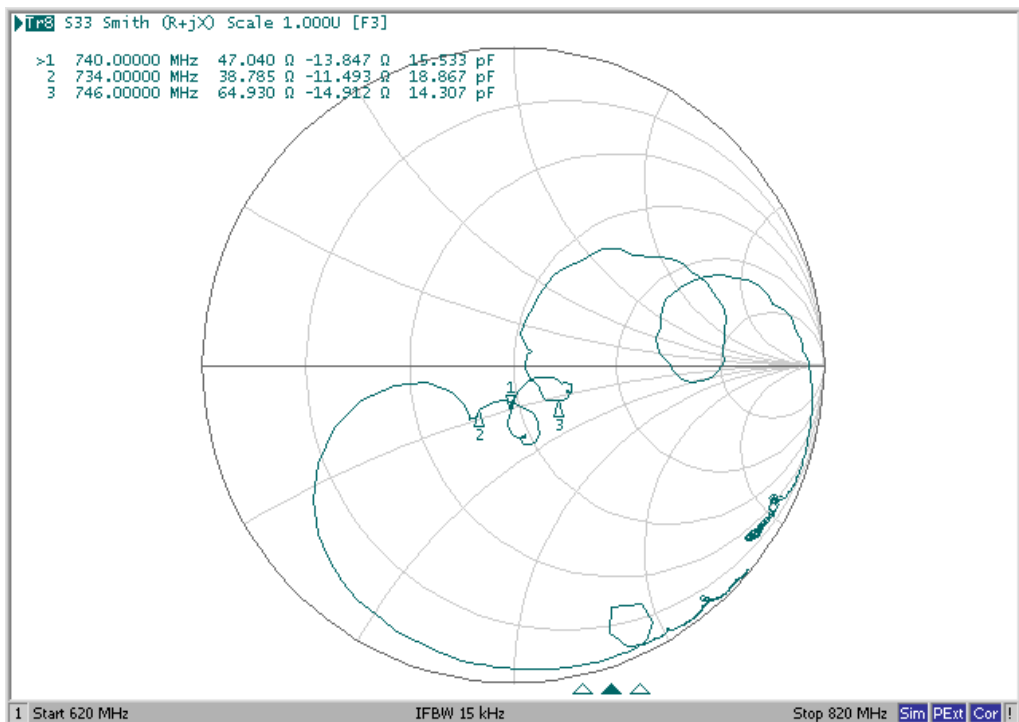 Tr8 S33 Smith (R+jX) Scale 1.000U [F3]
>1 740.00000 MHz 47.040 Ω -13.847 Ω 15.533 pF
2 734.00000 MHz 38.785 Ω -11.493 Ω 18.867 pF
3 746.00000 MHz 64.930 Ω -14.912 Ω 14.307 pF
1
2
3
1 Start 620 MHz IFBW 15 kHz Stop 820 MHz Sim PExt Cor !